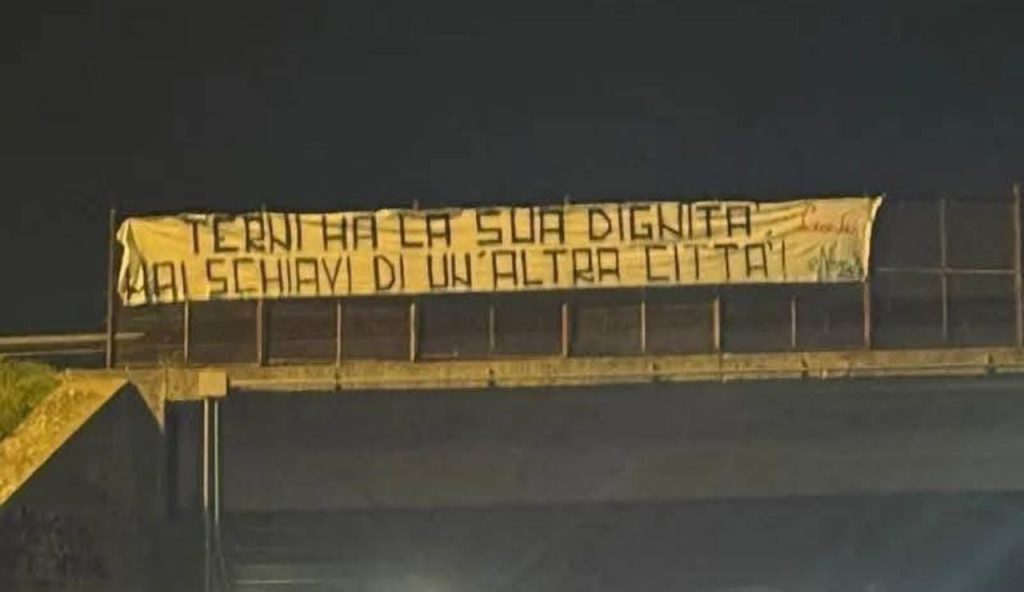 TERNI HA LA SUA DIGNITA'
MAI SCHIAVI DI UN'ALTRA CITTA'!